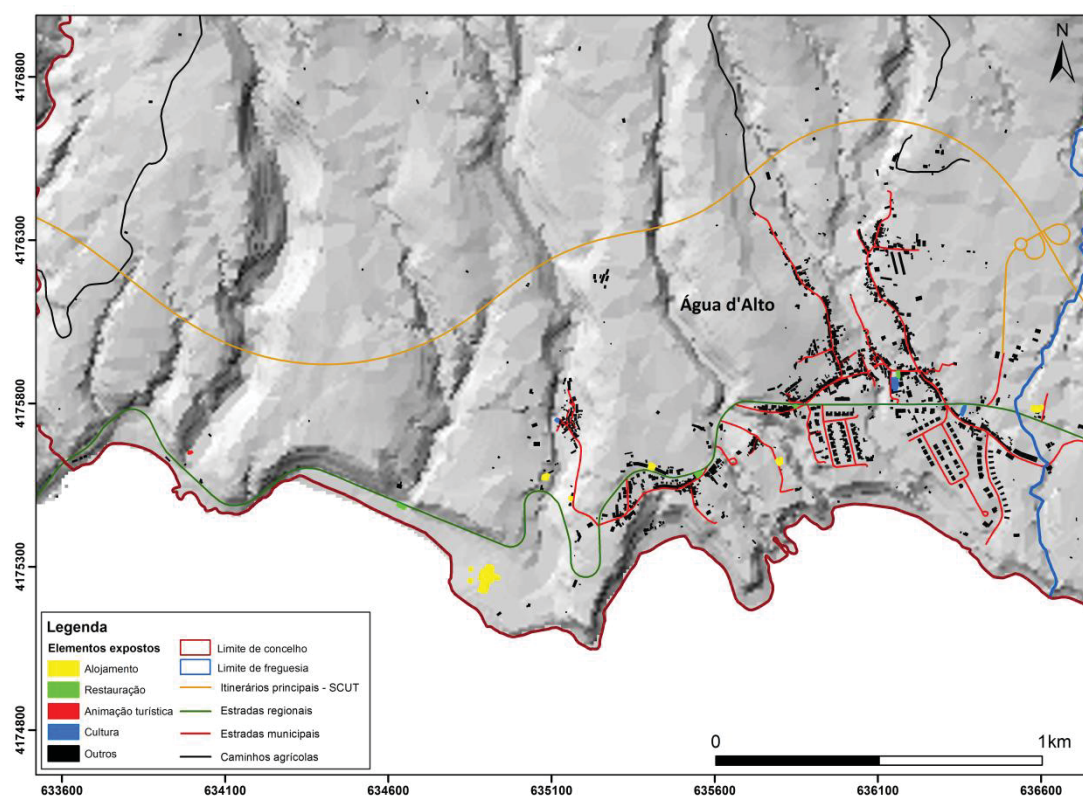 N
4176800
4176300
4175800
4175300
4174800
Água d'Alto
Legenda
Elementos expostos
Alojamento
Restauração
Animação turística
Cultura
Outros
Limite de concelho
Limite de freguesia
Itinerários principais - SCUT
Estradas regionais
Estradas municipais
Caminhos agrícolas
0 1km
633600 634100 634600 635100 635600 636100 636600